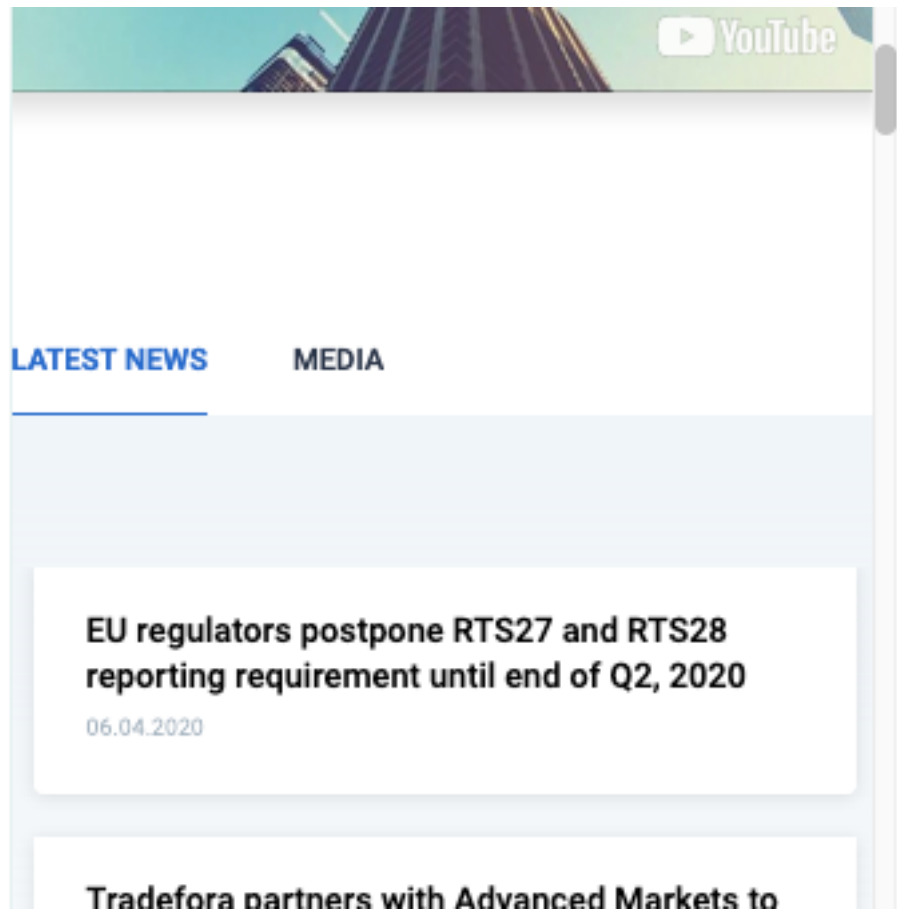 YouTube
LATEST NEWS
MEDIA
EU regulators postpone RTS27 and RTS28
reporting requirement until end of Q2, 2020
06.04.2020
Tradefora partners with Advanced Markets to